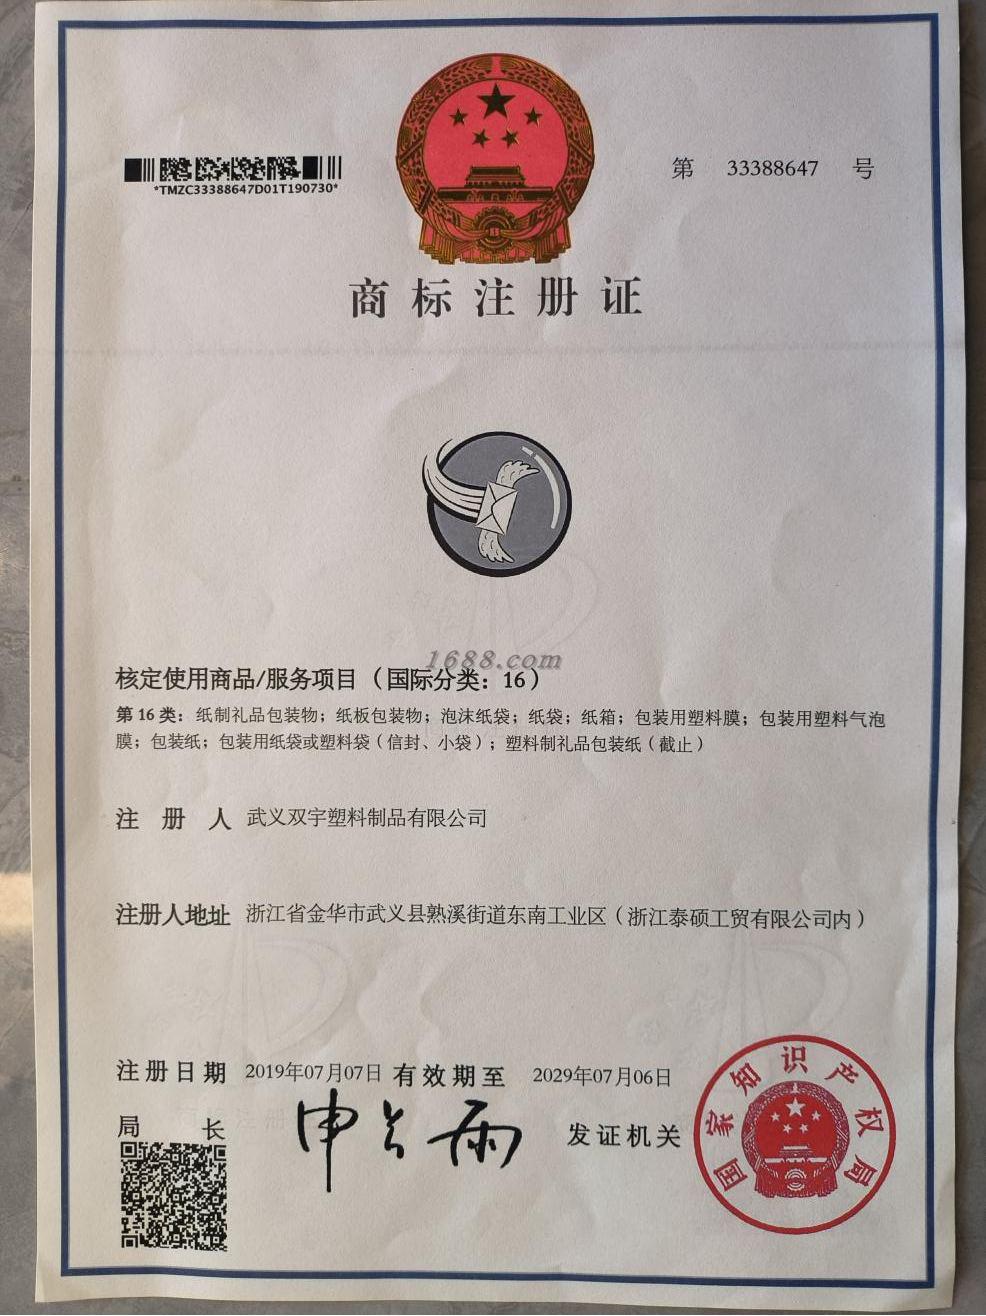 第 33388647 号
*TMZC33388647D01T190730*
商标注册证
1688.com
核定使用商品/服务项目（国际分类：16）
第16类：纸制礼品包装物；纸板包装物；泡沫纸袋；纸袋；纸箱；包装用塑料膜；包装用塑料气泡
膜；包装纸；包装用纸袋或塑料袋（信封、小袋）；塑料制礼品包装纸（截止）
注册人 武义双宇塑料制品有限公司
注册人地址 浙江省金华市武义县熟溪街道东南工业区（浙江泰硕工贸有限公司内）
注册日期 2019年07月07日 有效期至 2029年07月06日
局长 申长雨 发证机关
国家知识产权局